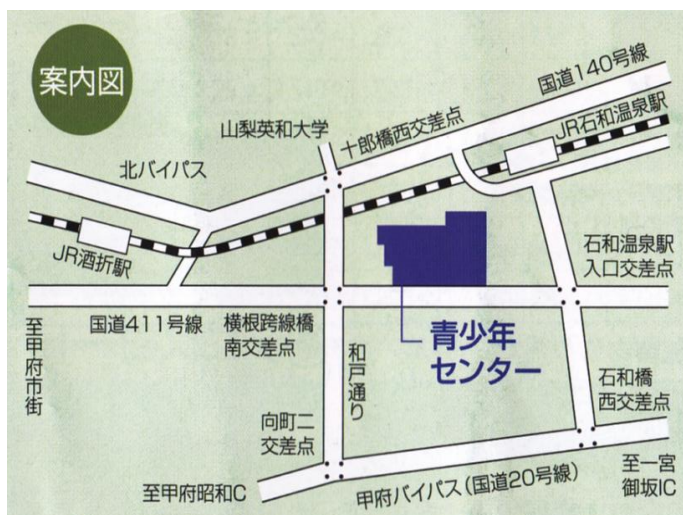 案内図
国道140号線
JR石和温泉駅
十郎橋西交差点
山梨英和大学
北バイパス
JR酒折駅
石和温泉駅
入口交差点
国道411号線
横根跨線橋
南交差点
至甲府市街
和戸通り
青少年
センター
石和橋
西交差点
向町二
交差点
至甲府昭和C
甲府バイパス(国道20号線)
至一宮
御坂IC